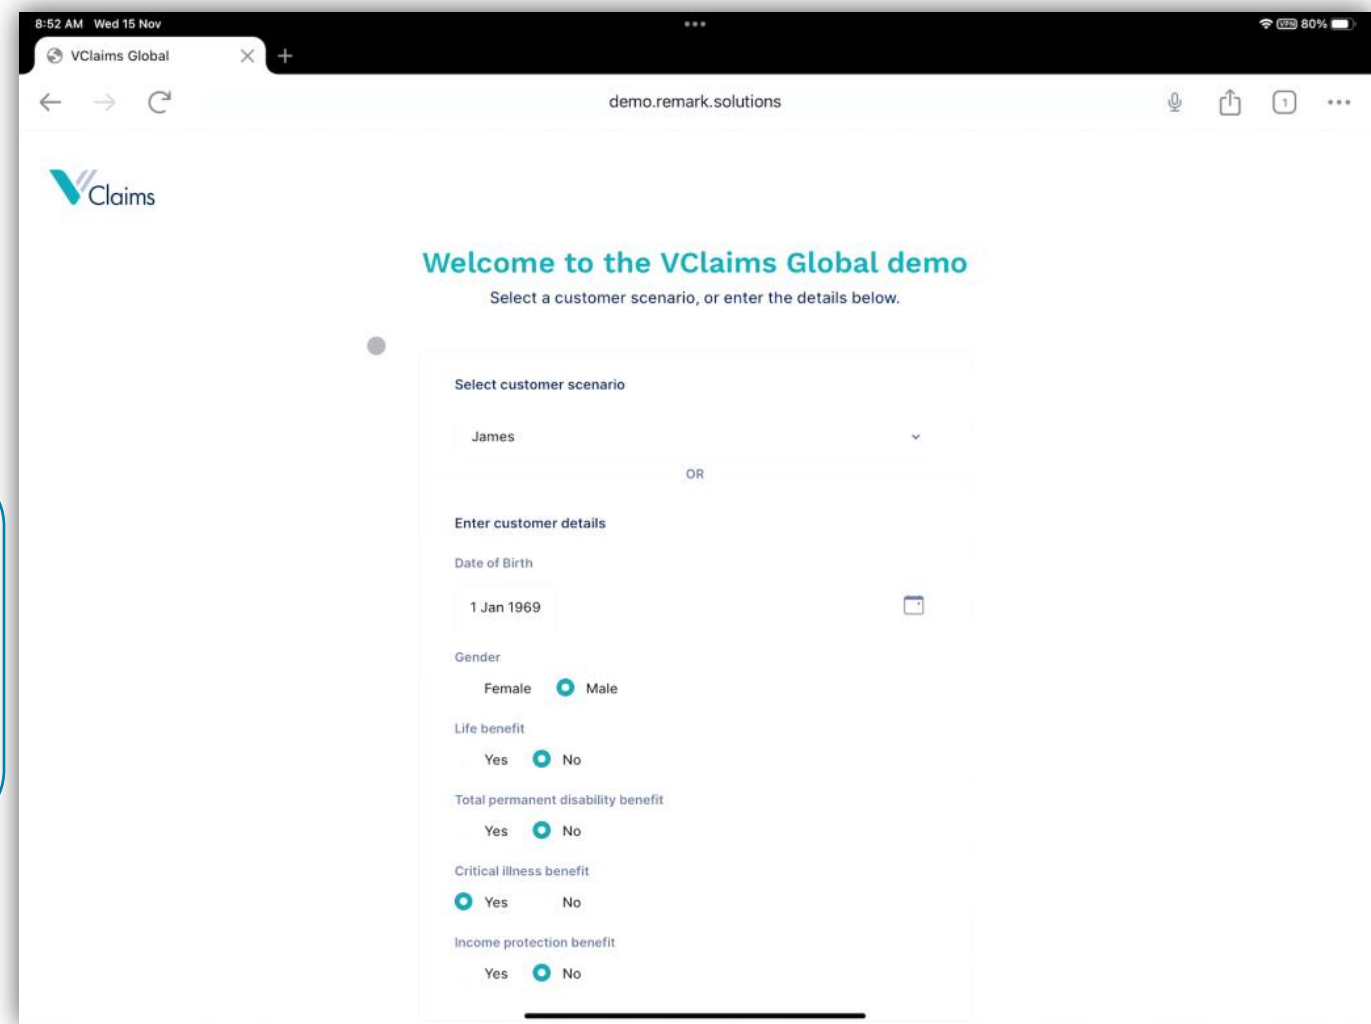 8:52 AM Wed 15 Nov
VPN 80%
VClaims Global
demo.remark.solutions
1
VClaims
Welcome to the VClaims Global demo
Select a customer scenario, or enter the details below.
Select customer scenario
James
OR
Enter customer details
Date of Birth
1 Jan 1969
Gender
Female Male
Life benefit
Yes No
Total permanent disability benefit
Yes No
Critical illness benefit
Yes No
Income protection benefit
Yes No